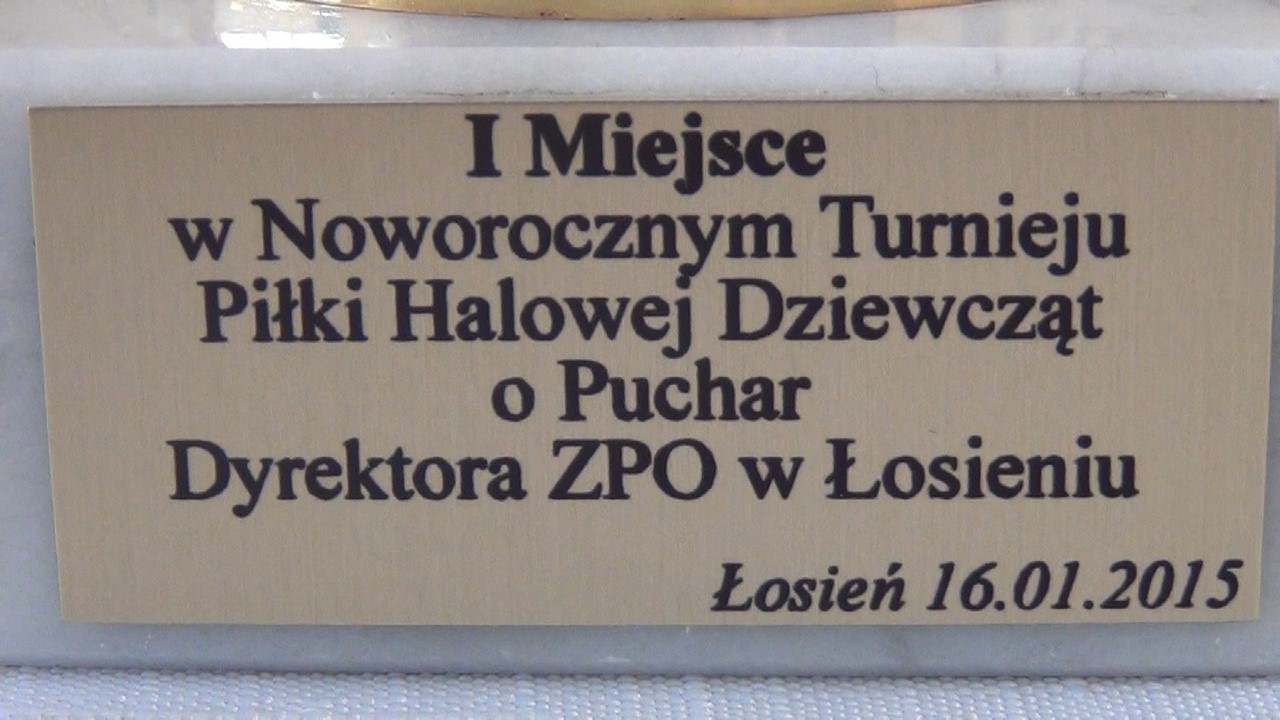 I Miejsce
w Noworocznym Turnieju
Piłki Halowej Dziewcząt
o Puchar
Dyrektora ZPO w Łosieniu
Łosień 16.01.2015